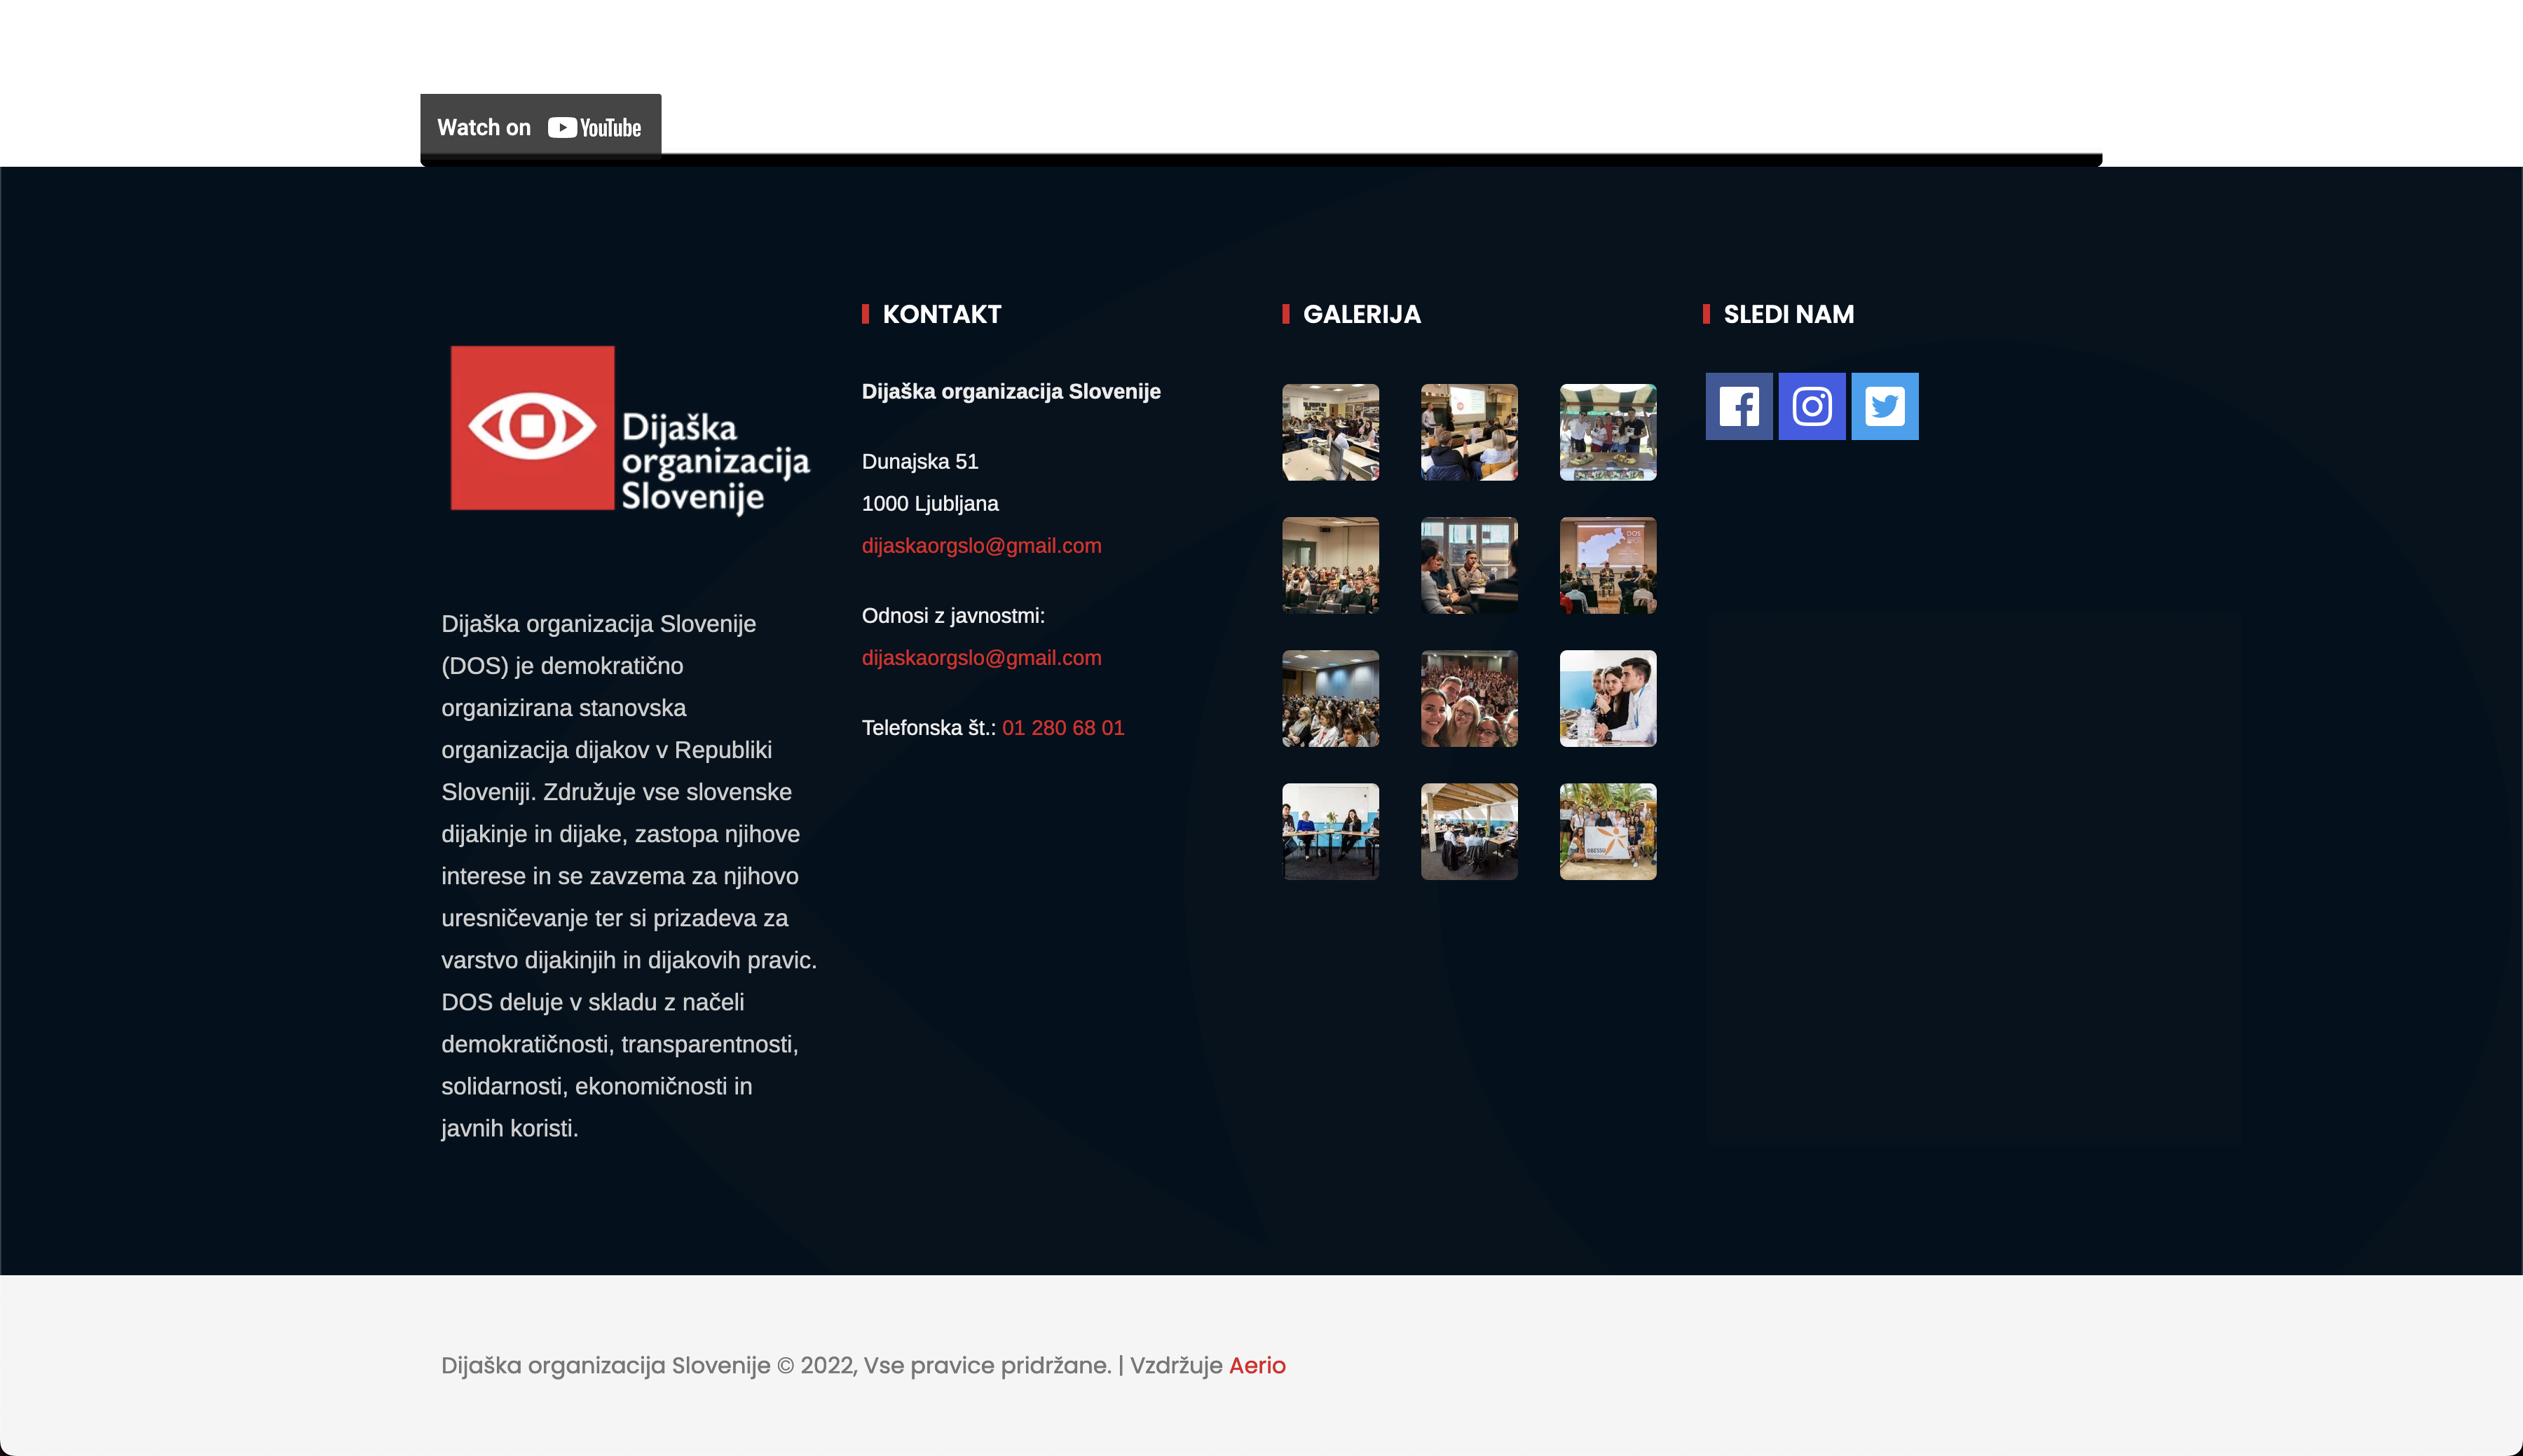 Watch on YouTube
Dijaška
organizacija
Slovenije
Dijaška organizacija Slovenije
(DOS) je demokratično
organizirana stanovska
organizacija dijakov v Republiki
Sloveniji. Združuje vse slovenske
dijakinje in dijake, zastopa njihove
interese in se zavzema za njihovo
uresničevanje ter si prizadeva za
varstvo dijakinjih in dijakovih pravic.
DOS deluje v skladu z načeli
demokratičnosti, transparentnosti,
solidarnosti, ekonomičnosti in
javnih koristi.
KONTAKT
Dijaška organizacija Slovenije
Dunajska 51
1000 Ljubljana
dijaskaorgslo@gmail.com
Odnosi z javnostmi:
dijaskaorgslo@gmail.com
Telefonska št.: 01 280 68 01
GALERIJA
DOS
OBESSU
SLEDI NAM
Dijaška organizacija Slovenije © 2022, Vse pravice pridržane. | Vzdržuje Aerio